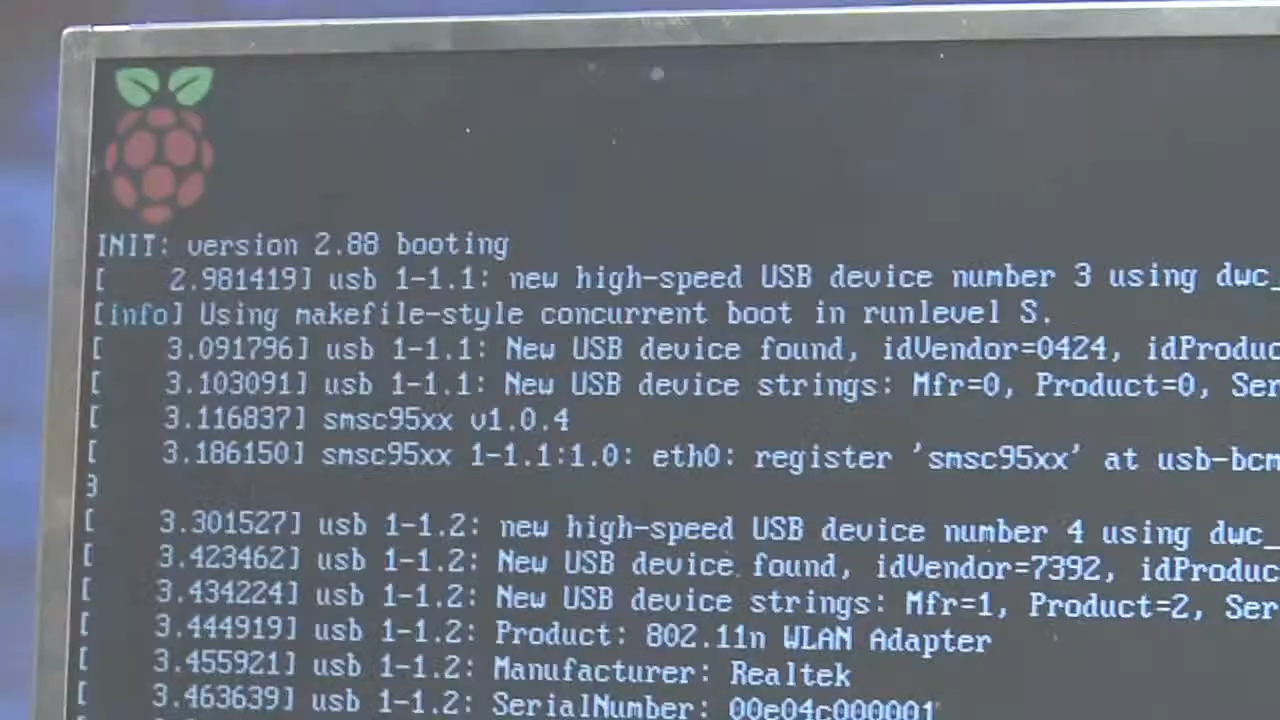 INIT: version 2.88 booting
[ 2.981419] usb 1-1.1: new high-speed USB device number 3 using dwc_
[info] Using makefile-style concurrent boot in runlevel S.
[ 3.091796] usb 1-1.1: New USB device found, idVendor=0424, idProduc
[ 3.103091] usb 1-1.1: New USB device strings: Mfr=0, Product=0, Ser
[ 3.116837] smsc95xx v1.0.4
[ 3.186150] smsc95xx 1-1.1:1.0: eth0: register 'smsc95xx' at usb-bcm
3
[ 3.301527] usb 1-1.2: new high-speed USB device number 4 using dwc_
[ 3.423462] usb 1-1.2: New USB device found, idVendor=7392, idProduc
[ 3.434224] usb 1-1.2: New USB device strings: Mfr=1, Product=2, Ser
[ 3.444919] usb 1-1.2: Product: 802.11n WLAN Adapter
[ 3.455921] usb 1-1.2: Manufacturer: Realtek
[ 3.463639] usb 1-1.2: SerialNumber: 00e04c000001